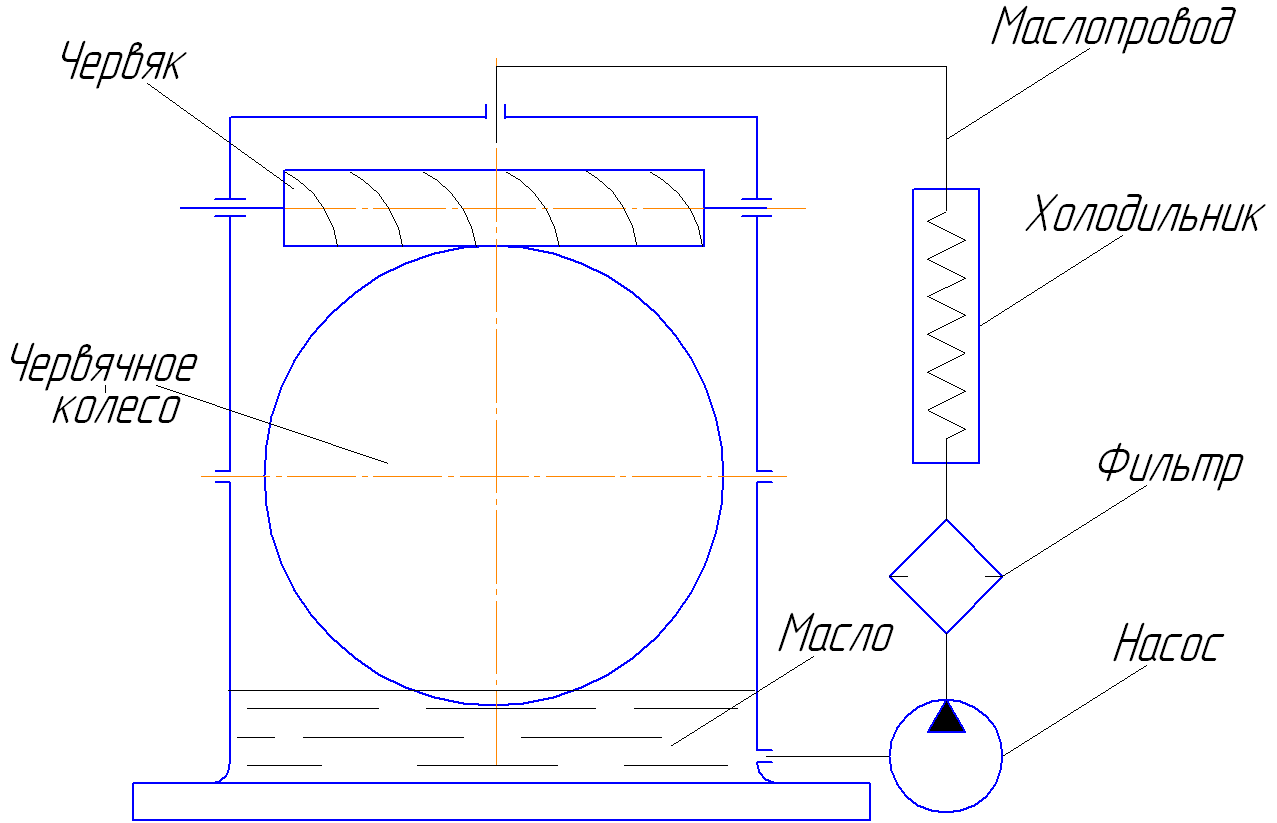 Маслопровод
Червяк
Холодильник
Червячное
колесо
Фильтр
Масло
Насос